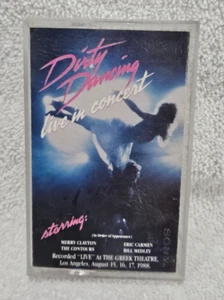 Dirty
Dancing
live in concert
starring:
(In Order of Appearance)
MERRY CLAYTON ERIC CARMEN
THE CONTOURS BILL MEDLEY
Recorded "LIVE" At THE GREEK THEATRE,
Los Angeles, August 15, 16, 17, 1988.